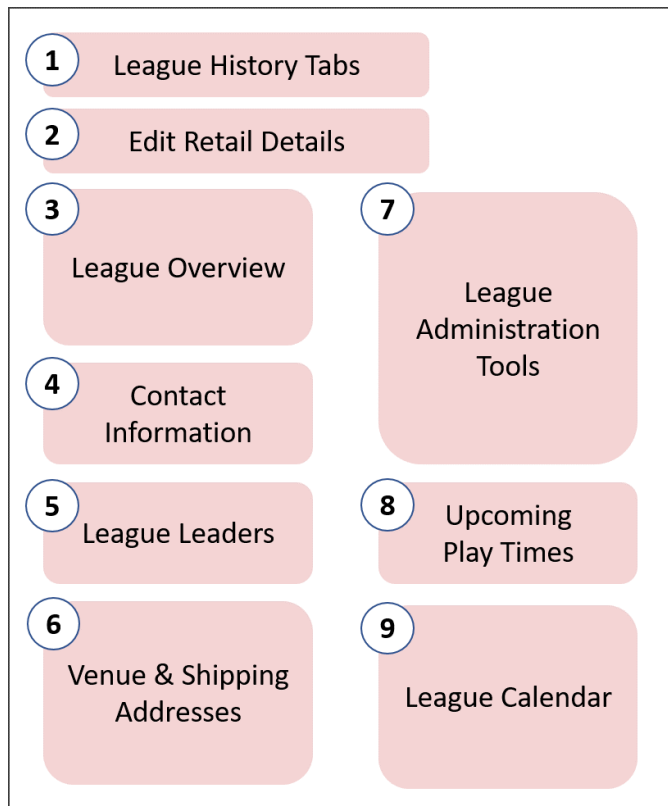 1
League History Tabs
2
Edit Retail Details
3
League Overview
4
Contact
Information
5
League Leaders
6
Venue & Shipping
Addresses
7
League
Administration
Tools
8
Upcoming
Play Times
9
League Calendar